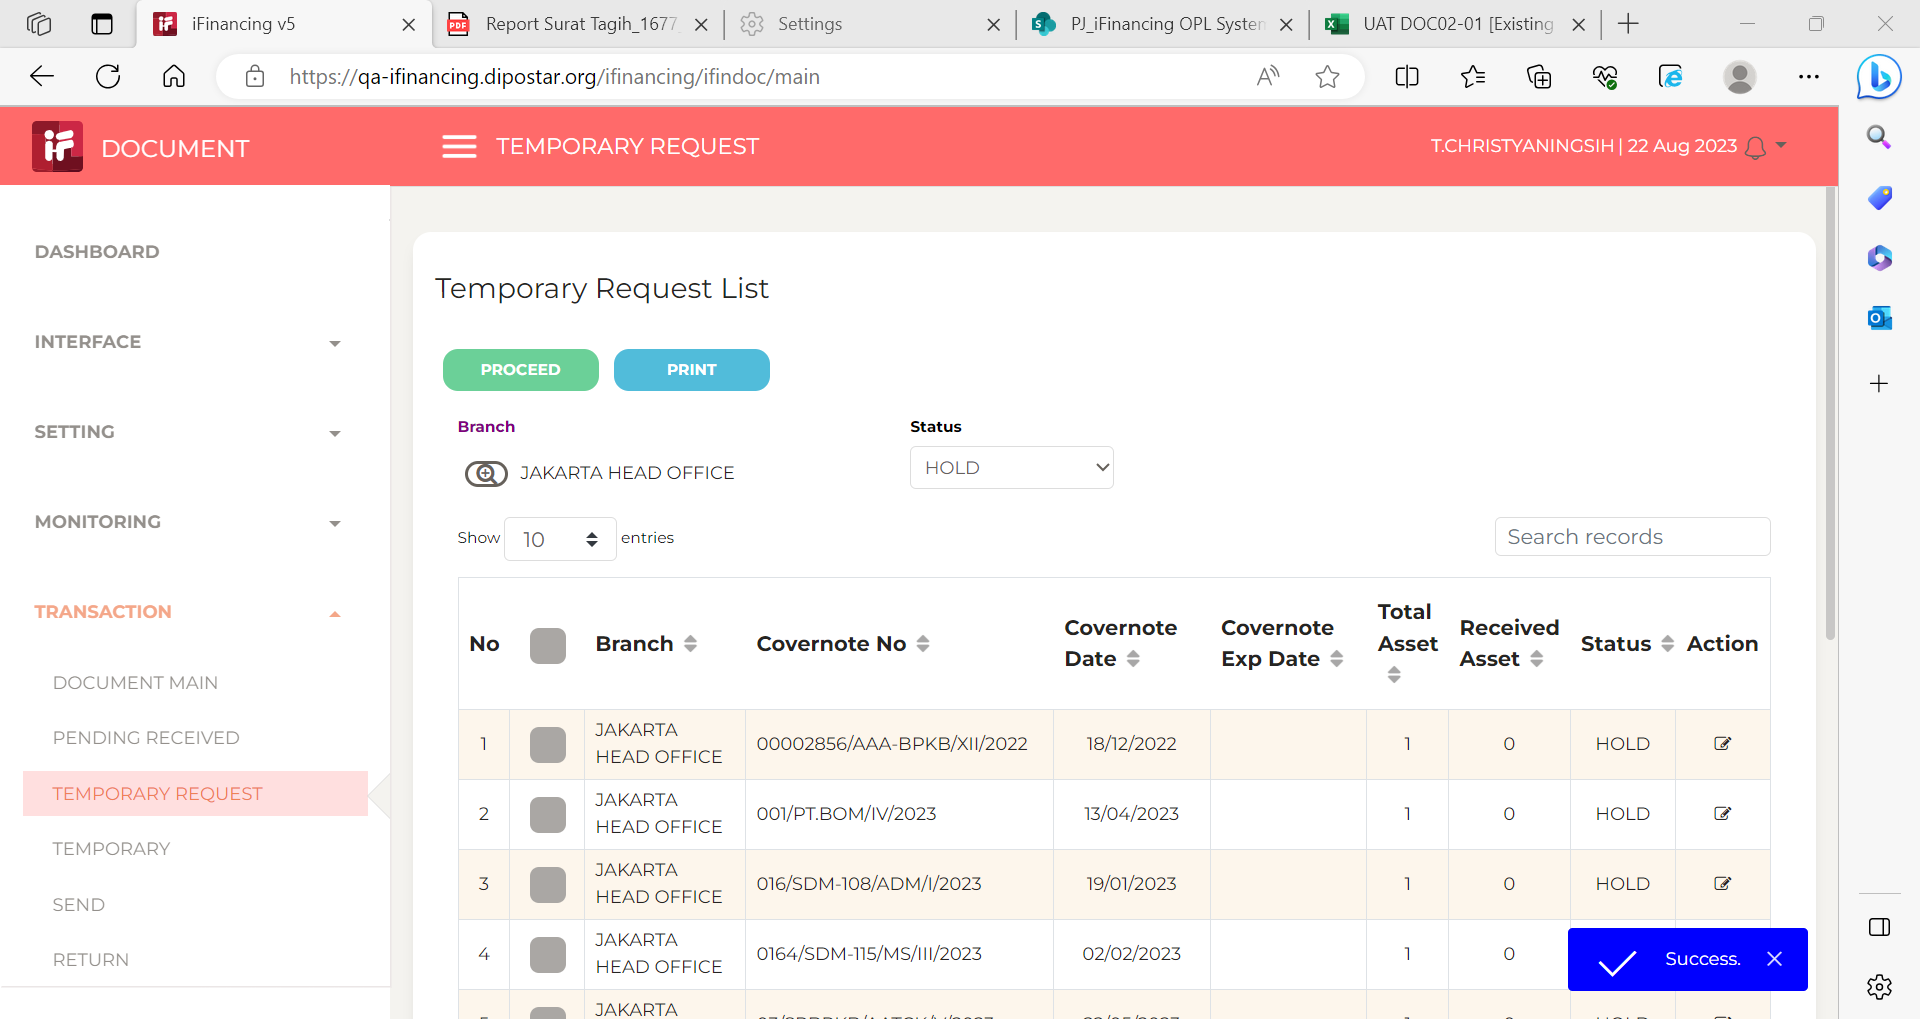 iFinancing v5
Report Surat Tagih_1677
Settings
PJ_iFinancing OPL System
UAT DOC02-01 [Existing
https://qa-ifinancing.dipostar.org/ifinancing/ifindoc/main
iF DOCUMENT
TEMPORARY REQUEST
T.CHRISTYANINGSIH | 22 Aug 2023
DASHBOARD
INTERFACE
SETTING
MONITORING
TRANSACTION
DOCUMENT MAIN
PENDING RECEIVED
TEMPORARY REQUEST
TEMPORARY
SEND
RETURN
Temporary Request List
PROCEED PRINT
Branch Status
JAKARTA HEAD OFFICE HOLD
Show 10 entries Search records
No Branch Covernote No Covernote Date Covernote Exp Date Total Asset Received Asset Status Action
1 JAKARTA HEAD OFFICE 00002856/AAA-BPKB/XII/2022 18/12/2022 1 0 HOLD
2 JAKARTA HEAD OFFICE 001/PT.BOM/IV/2023 13/04/2023 1 0 HOLD
3 JAKARTA HEAD OFFICE 016/SDM-108/ADM/I/2023 19/01/2023 1 0 HOLD
4 JAKARTA HEAD OFFICE 0164/SDM-115/MS/III/2023 02/02/2023 1 0
JAKARTA
Success.